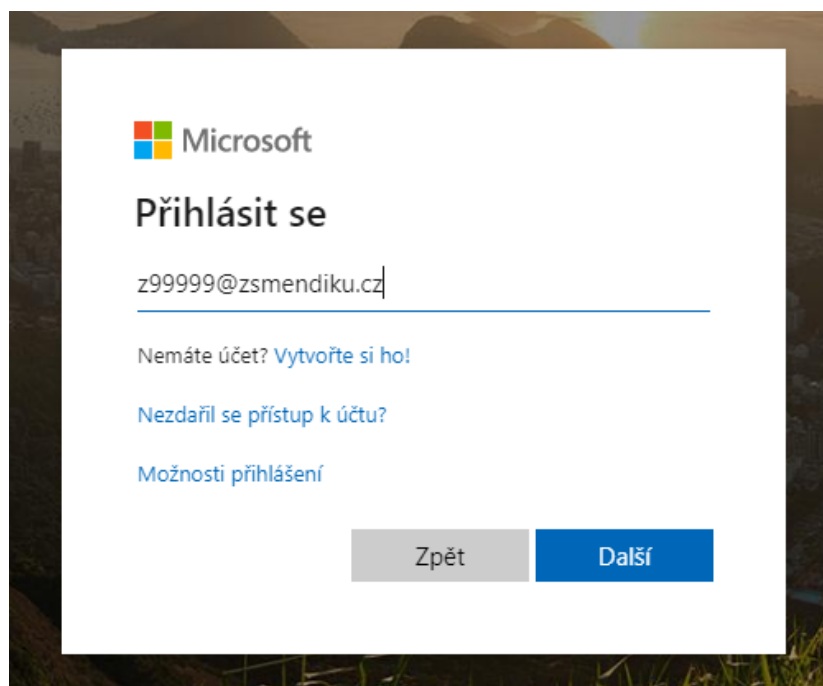 Microsoft
Přihlásit se
z99999@zsmendiku.cz
Nemáte účet? Vytvořte si ho!
Nezdařil se přístup k účtu?
Možnosti přihlášení
Zpět Další